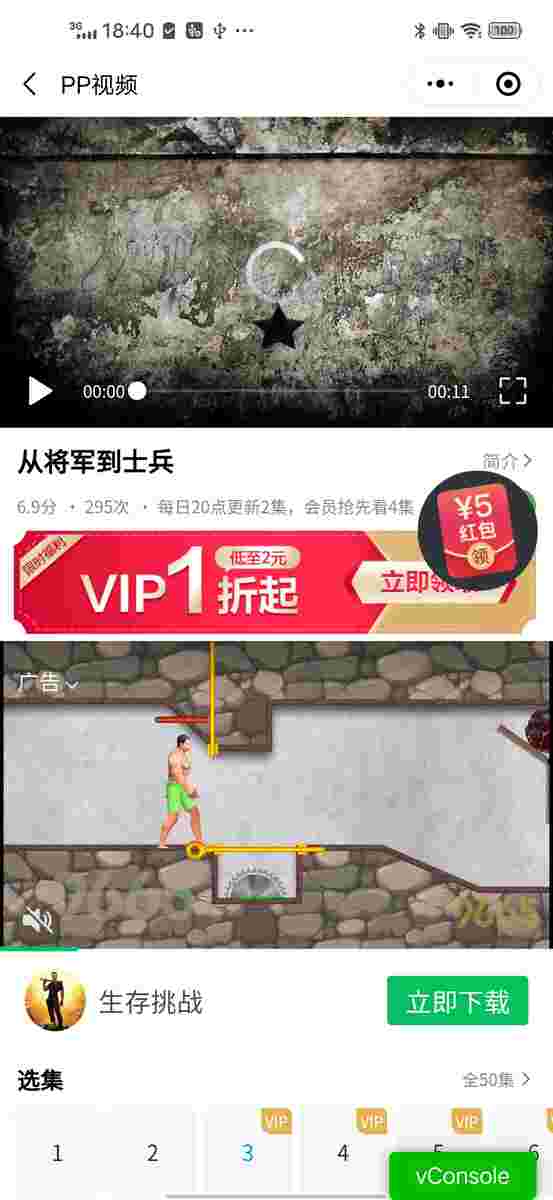 3G 18:40 100
PP视频
00:00 00:11
从将军到士兵
简介
6.9分 · 295次 · 每日20点更新2集，会员抢先看4集
¥5
红包
领
限时福利
VIP1折起
低至2元
立即领
广告
9665
生存挑战
立即下载
选集
全50集
VIP VIP VIP
1 2 3 4 5 6
vConsole